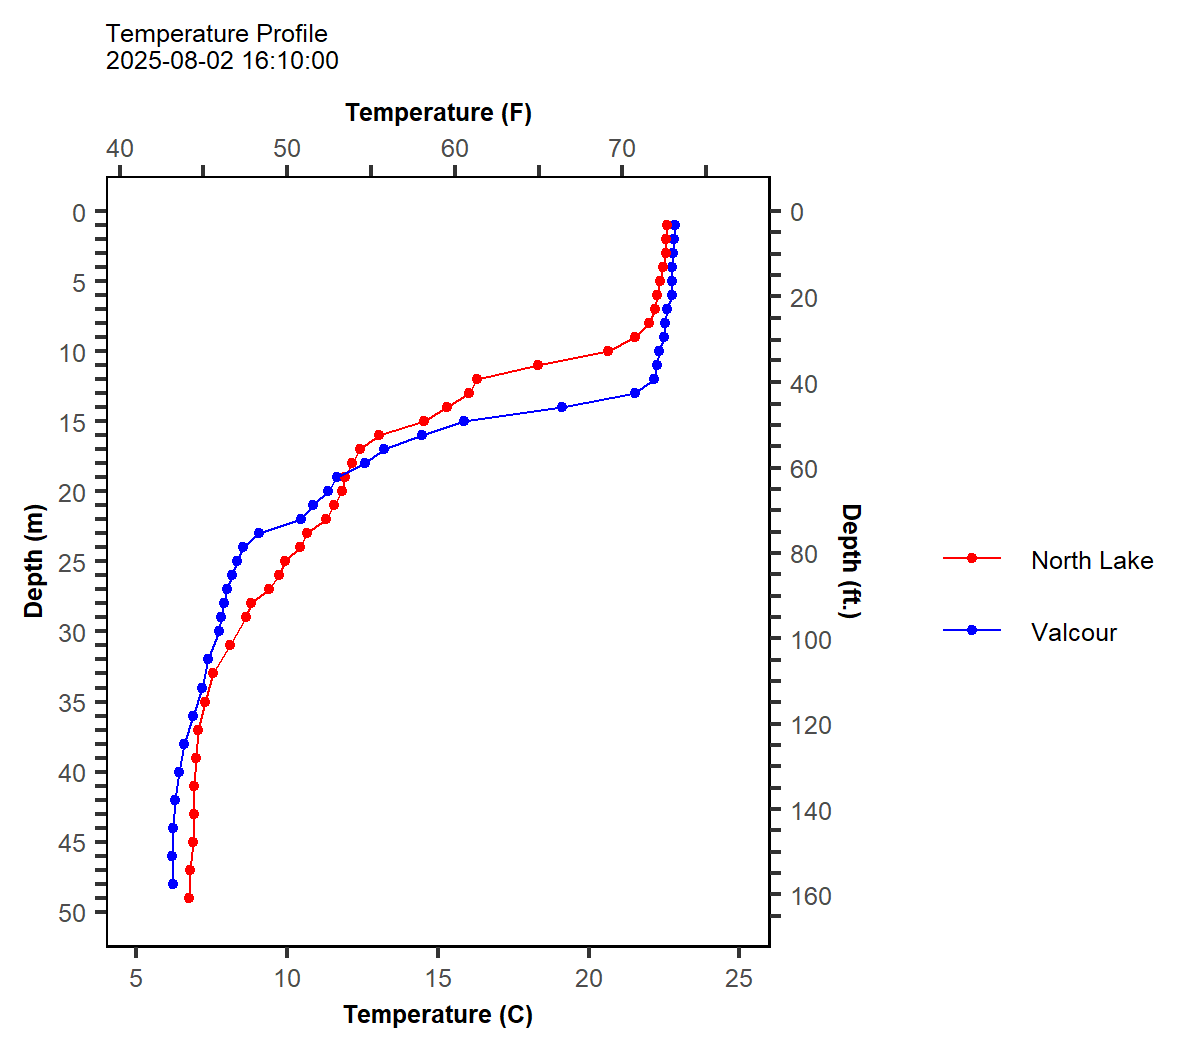 Temperature Profile
2025-08-02 16:10:00
Temperature (F)
40 50 60 70
0
5
10
15
20
25
30
35
40
45
50
Depth (m)
0
20
40
60
80
100
120
140
160
Depth (ft.)
North Lake
Valcour
5 10 15 20 25
Temperature (C)